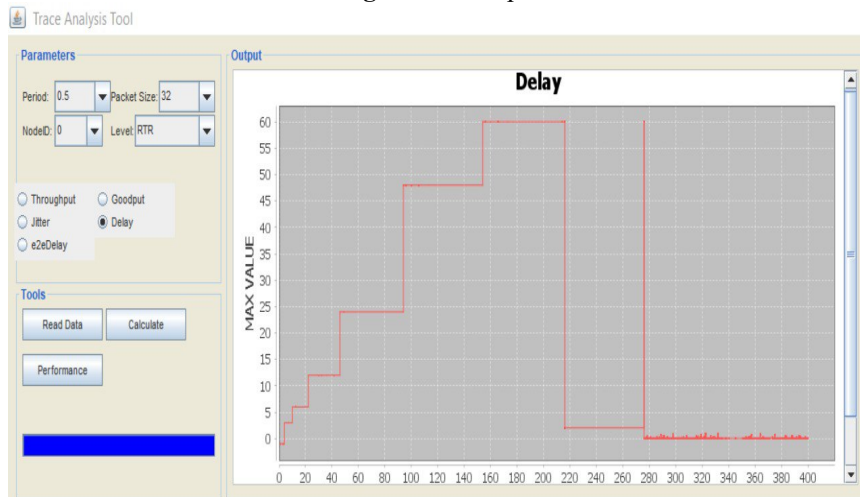 Trace Analysis Tool
Parameters
Period: 0.5 Packet Size: 32
NodeID: 0 Level: RTR
Throughput Goodput
Jitter Delay
e2eDelay
Tools
Read Data Calculate
Performance
Output
Delay
MAX VALUE
60
55
50
45
40
35
30
25
20
15
10
5
0
0 20 40 60 80 100 120 140 160 180 200 220 240 260 280 300 320 340 360 380 400